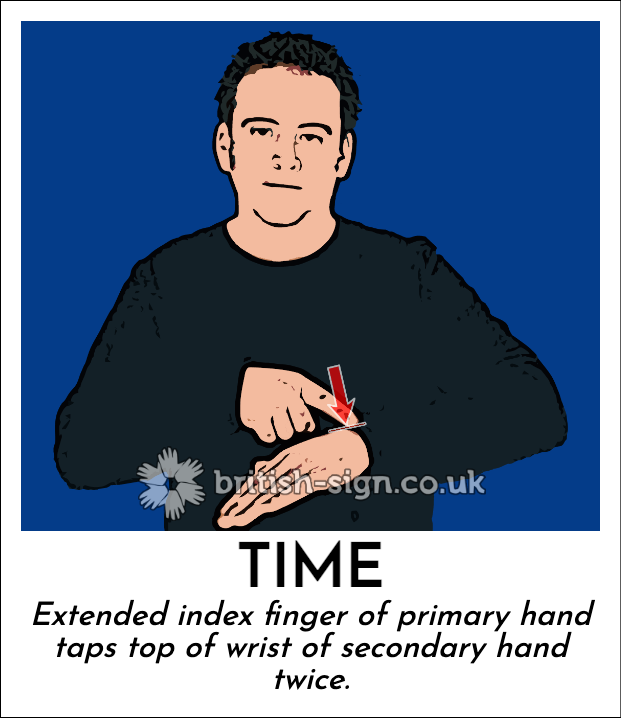 british-sign.co.uk
TIME
Extended index finger of primary hand
taps top of wrist of secondary hand
twice.